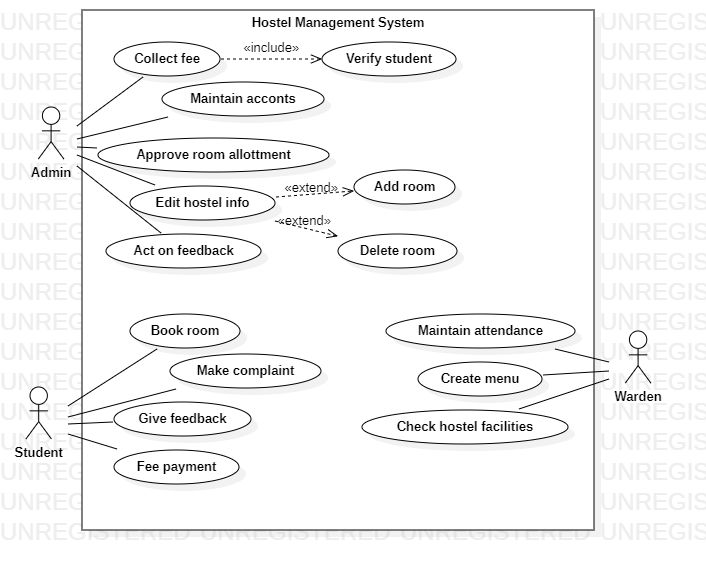 Hostel Management System
Collect fee
«include»
Verify student
Maintain acconts
Admin
Approve room allottment
Edit hostel info
«extend»
Add room
«extend»
Act on feedback
Delete room
Book room
Maintain attendance
Make complaint
Create menu
Warden
Give feedback
Check hostel facilities
Student
Fee payment
UNREGISTERED UNREGISTERED UNREGISTERED UNREGIS